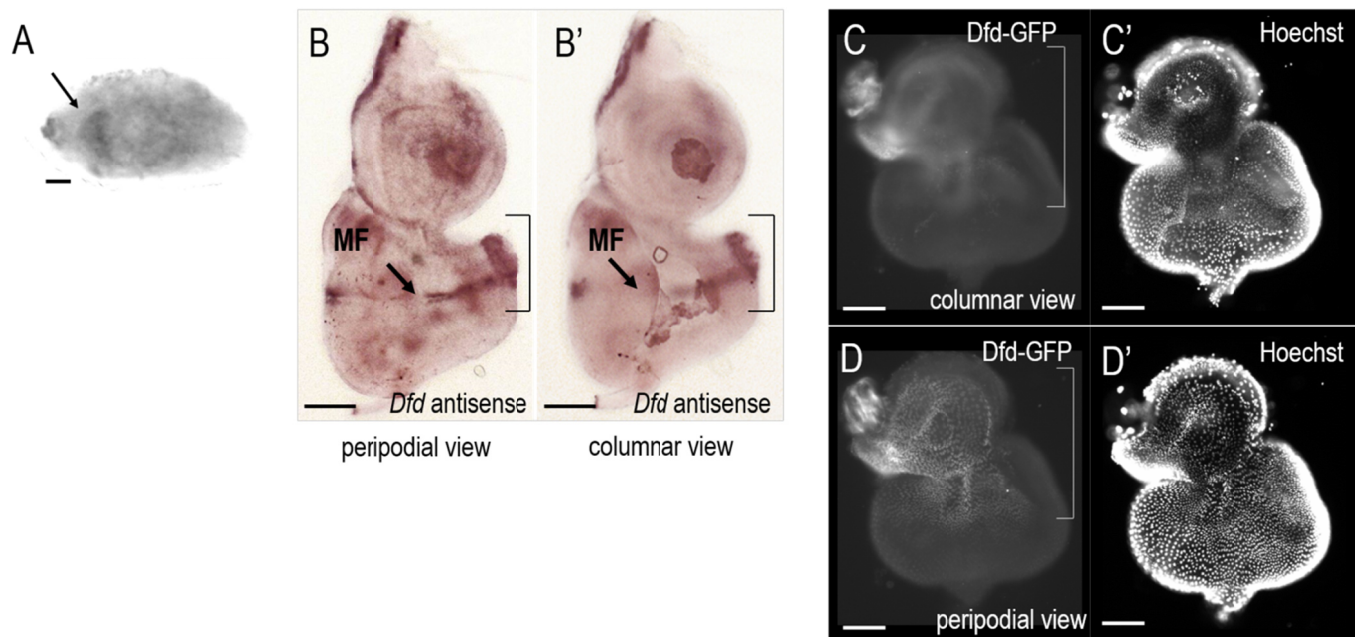 A
B
MF
Dfd antisense
peripodial view
B’
MF
Dfd antisense
columnar view
C
Dfd-GFP
columnar view
C’
Hoechst
D
Dfd-GFP
peripodial view
D’
Hoechst